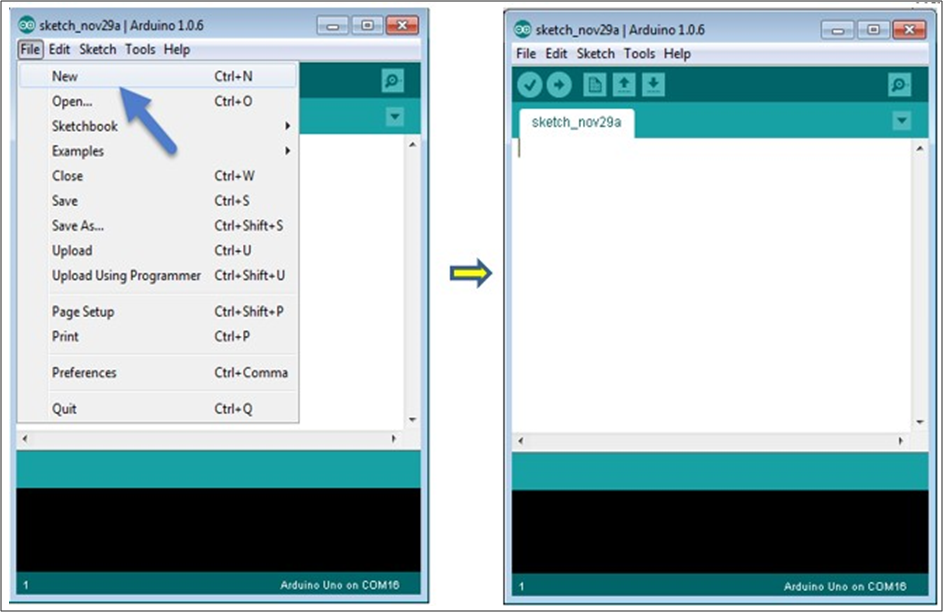 sketch_nov29a | Arduino 1.0.6
File Edit Sketch Tools Help
New Ctrl+N
Open... Ctrl+O
Sketchbook
Examples
Close Ctrl+W
Save Ctrl+S
Save As... Ctrl+Shift+S
Upload Ctrl+U
Upload Using Programmer Ctrl+Shift+U
Page Setup Ctrl+Shift+P
Print Ctrl+P
Preferences Ctrl+Comma
Quit Ctrl+Q
1 Arduino Uno on COM16
sketch_nov29a | Arduino 1.0.6
File Edit Sketch Tools Help
sketch_nov29a
1 Arduino Uno on COM16